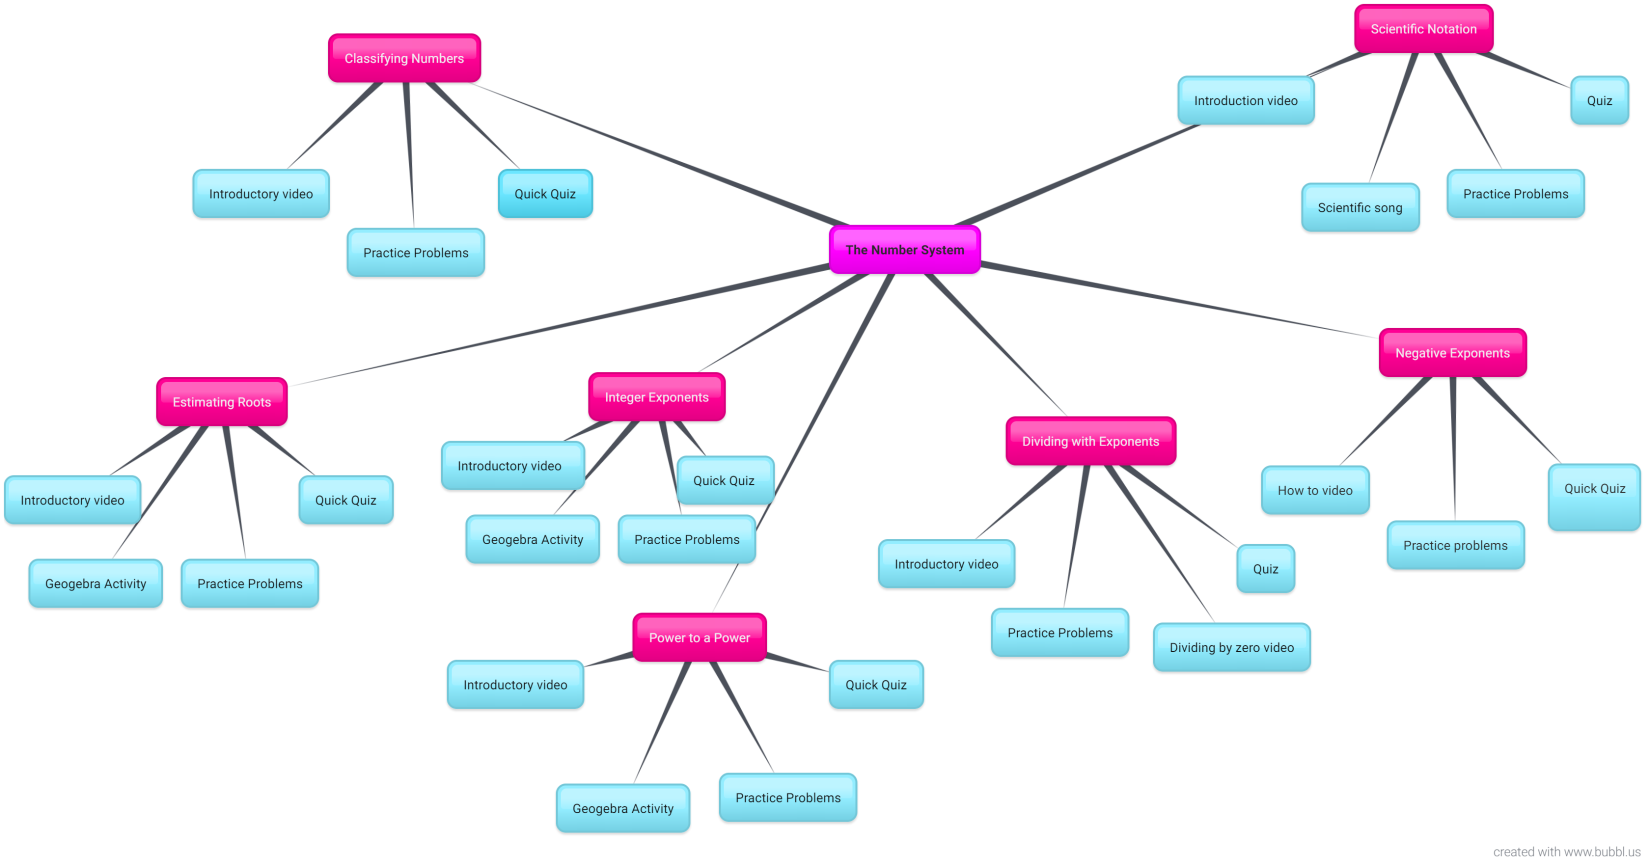 Scientific Notation
Classifying Numbers
Introduction video
Quiz
Introductory video
Quick Quiz
Scientific song
Practice Problems
Practice Problems
The Number System
Negative Exponents
Estimating Roots
Integer Exponents
Dividing with Exponents
Introductory video
Quick Quiz
Introductory video
Quick Quiz
How to video
Quick Quiz
Geogebra Activity
Practice Problems
Geogebra Activity
Practice Problems
Practice problems
Introductory video
Quiz
Practice Problems
Dividing by zero video
Power to a Power
Introductory video
Quick Quiz
Geogebra Activity
Practice Problems
created with www.bubbl.us